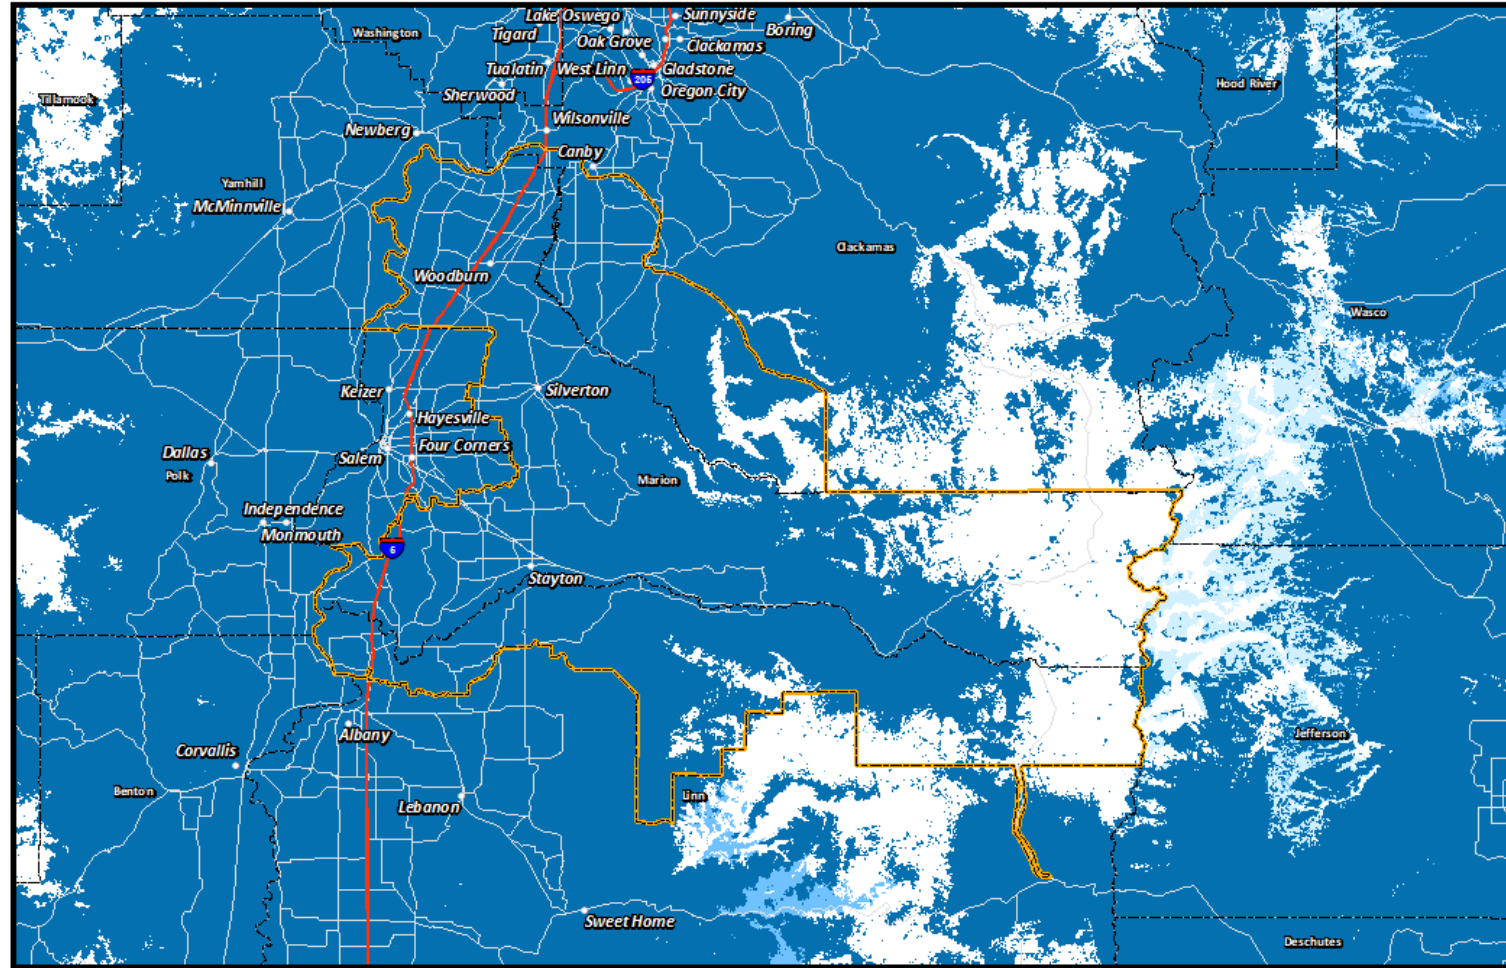 Lake Oswego
Sunnyside
Washington
Tigard
Oak Grove
Boring
Clackamas
Tualatin
West Linn
Gladstone
205
Hood River
Sherwood
Oregon City
Tillamook
Newberg
Wilsonville
Canby
Yamhill
McMinnville
Clackamas
Woodburn
Wasco
Keizer
Silverton
Hayesville
Four Corners
Dallas
Salem
Polk
Marion
Independence
Monmouth
5
Stayton
Albany
Jefferson
Corvallis
Benton
Linn
Lebanon
Sweet Home
Deschutes